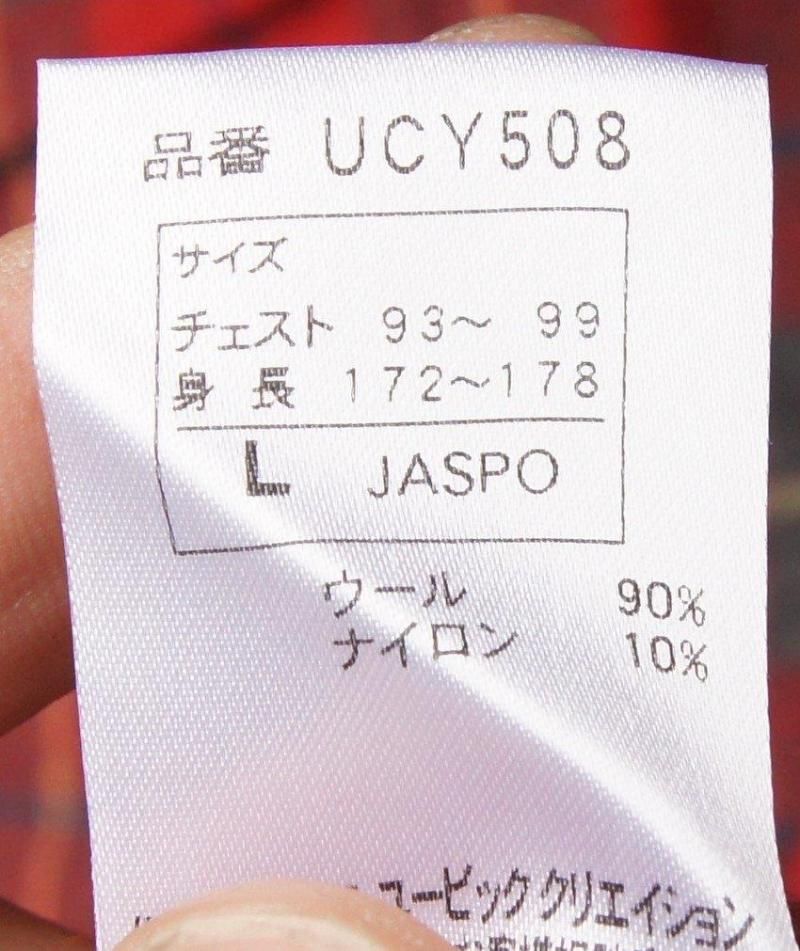 品番 UCY508
サイズ
チェスト 93～ 99
身 長 172～178
L JASPO
ウール 90%
ナイロン 10%
ユービック クリエイション